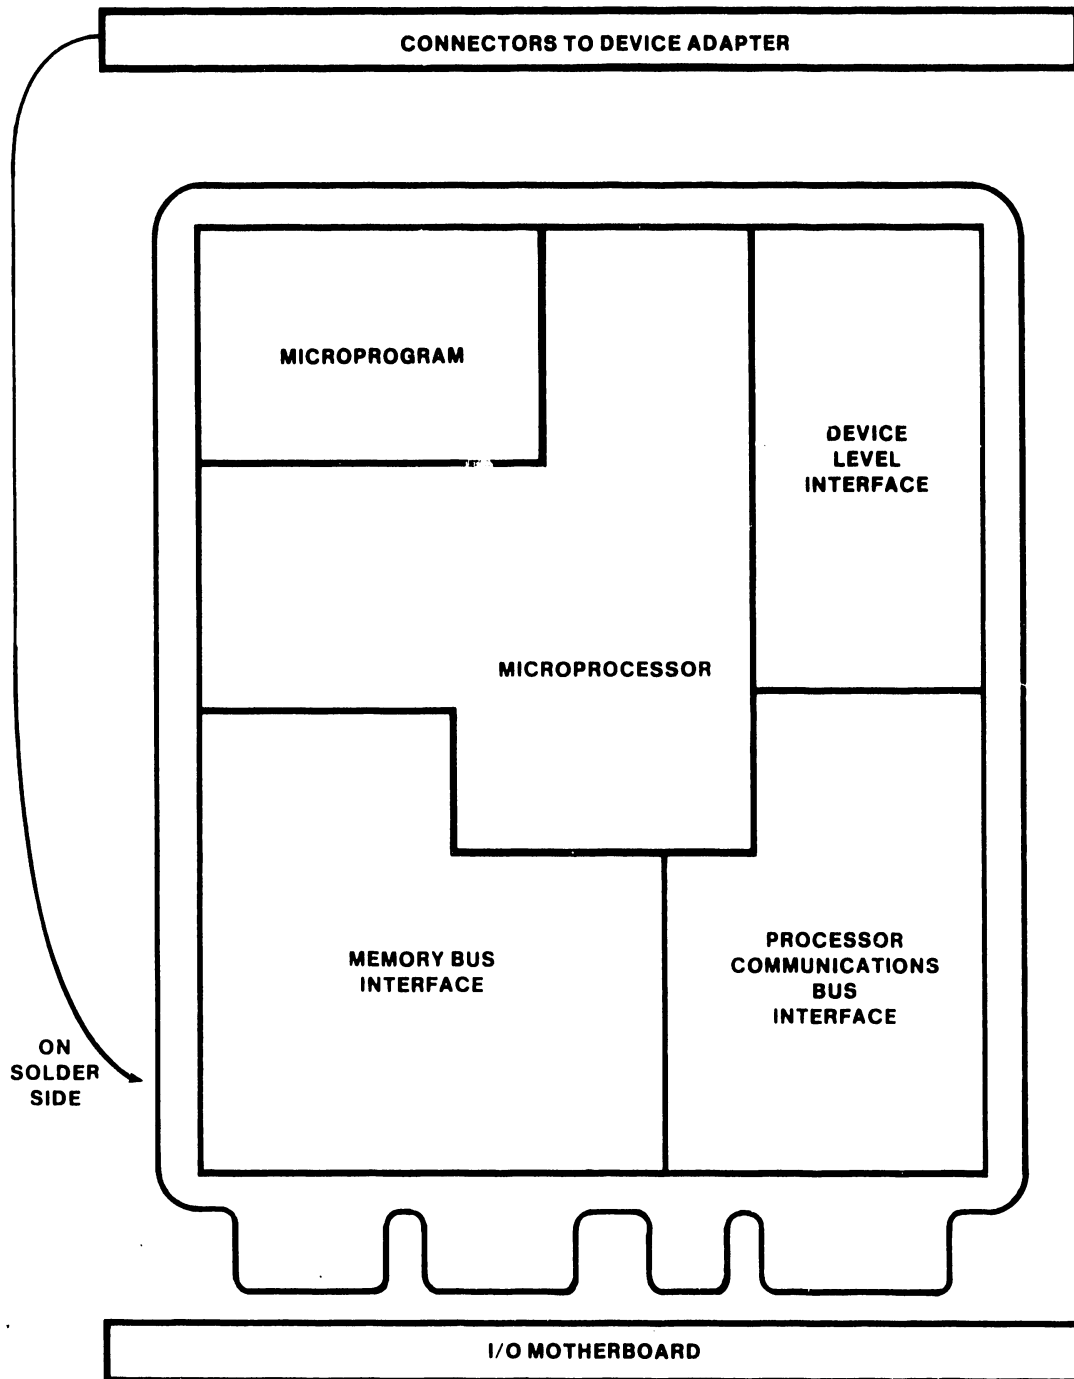 CONNECTORS TO DEVICE ADAPTER
MICROPROGRAM
DEVICE
LEVEL
INTERFACE
MICROPROCESSOR
MEMORY BUS
INTERFACE
PROCESSOR
COMMUNICATIONS
BUS
INTERFACE
ON
SOLDER
SIDE
I/O MOTHERBOARD